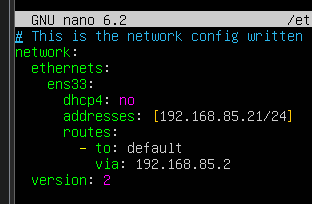 GNU nano 6.2 /et
# This is the network config written
network:
  ethernets:
    ens33:
      dhcp4: no
      addresses: [192.168.85.21/24]
      routes:
        - to: default
          via: 192.168.85.2
  version: 2